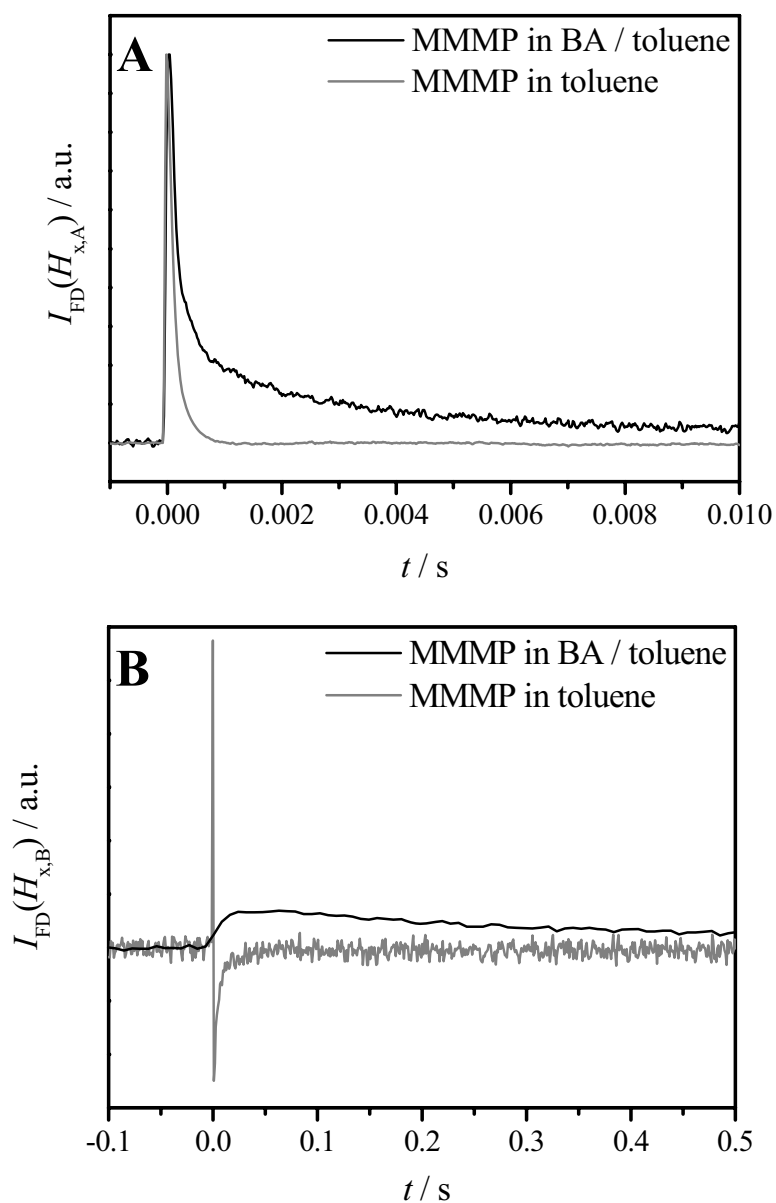 A
MMMP in BA / toluene
MMMP in toluene
I_FD(H_x,A) / a.u.
0.000 0.002 0.004 0.006 0.008 0.010
t / s
B
MMMP in BA / toluene
MMMP in toluene
I_FD(H_x,B) / a.u.
-0.1 0.0 0.1 0.2 0.3 0.4 0.5
t / s